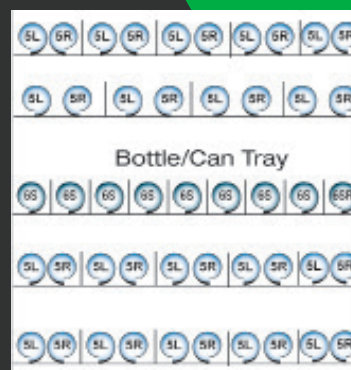 5L 5R 5L 5R 5L 5R 5L 5R 5L 5R
5L 5R 5L 5R 5L 5R 5L 5R
Bottle/Can Tray
6S 6S 6S 6S 6S 6S 6S 6S 6SR
5L 5R 5L 5R 5L 5R 5L 5R 5L 5R
5L 5R 5L 5R 5L 5R 5L 5R 5L 5R